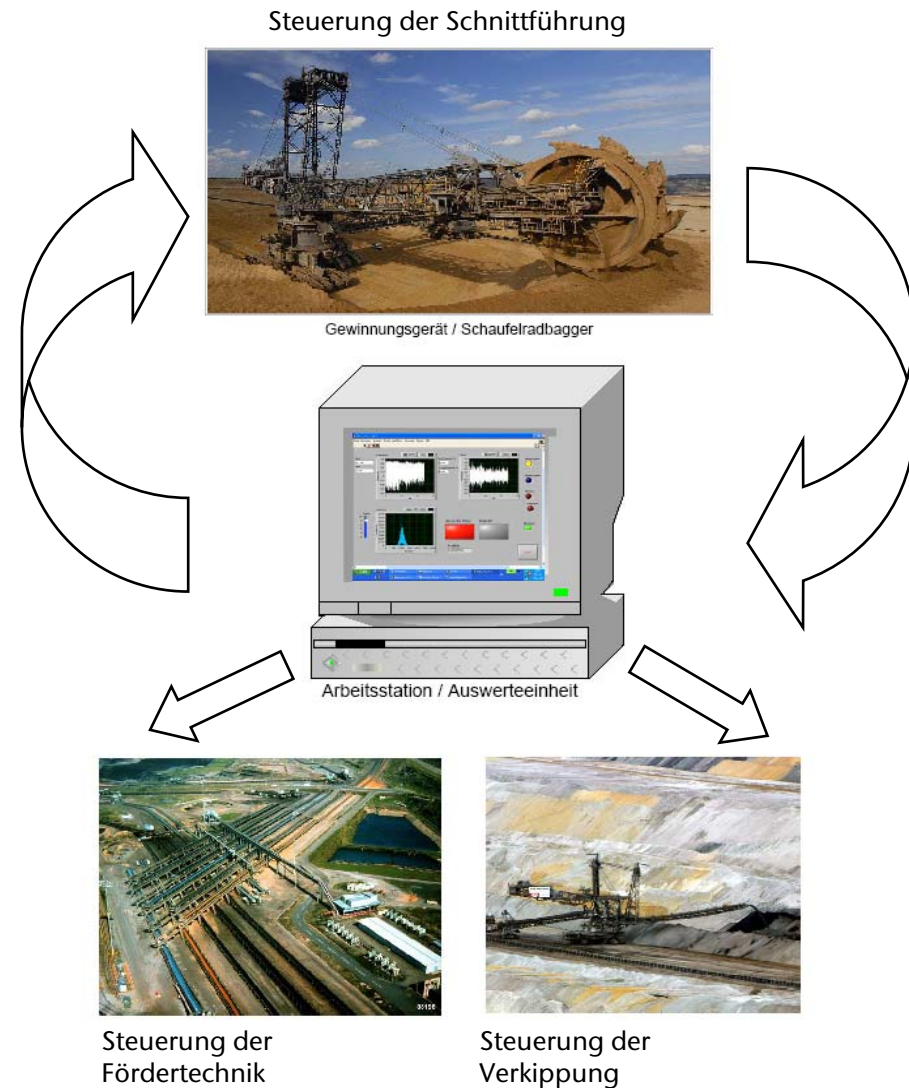 Steuerung der Schnittführung
Gewinnungsgerät / Schaufelradbagger
Arbeitsstation / Auswerteeinheit
Steuerung der
Fördertechnik
Steuerung der
Verkippung